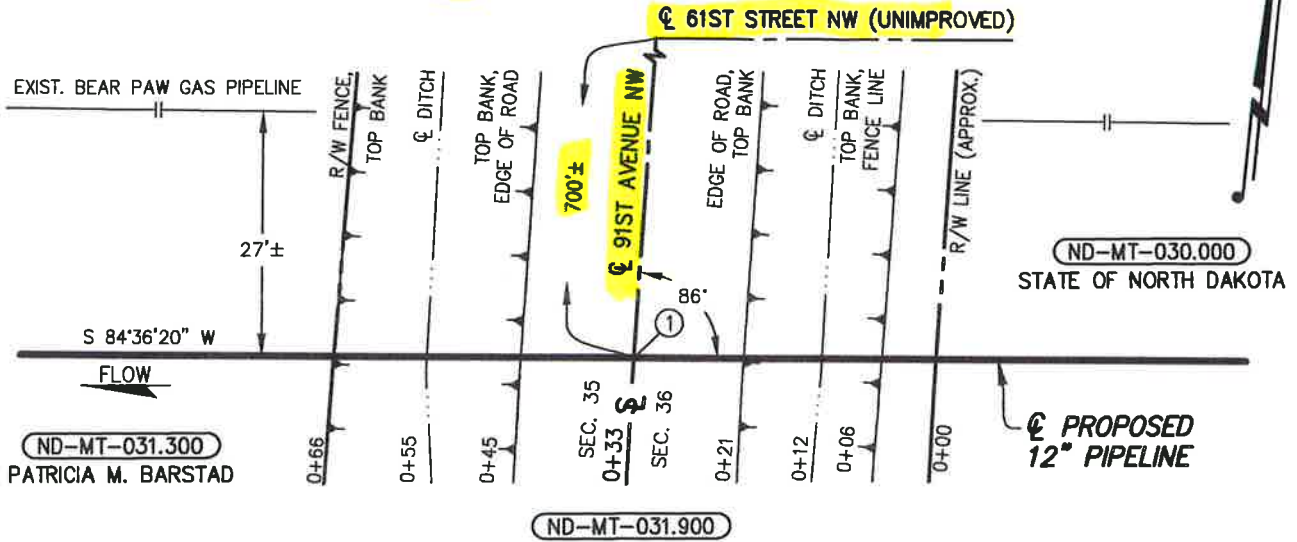 ℄ 61ST STREET NW (UNIMPROVED)
EXIST. BEAR PAW GAS PIPELINE
R/W FENCE,
TOP BANK
℄ DITCH
TOP BANK,
EDGE OF ROAD
700'±
℄ 91ST AVENUE NW
EDGE OF ROAD,
TOP BANK
℄ DITCH
TOP BANK,
FENCE LINE
R/W LINE (APPROX.)
27'±
ND-MT-030.000
STATE OF NORTH DAKOTA
86°
1
S 84°36'20" W
FLOW
ND-MT-031.300
PATRICIA M. BARSTAD
0+66
0+55
0+45
SEC. 35
0+33 ℄
SEC. 36
0+21
0+12
0+06
0+00
℄ PROPOSED
12" PIPELINE
ND-MT-031.900